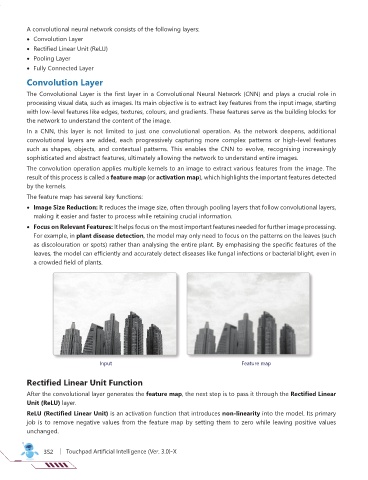 A convolutional neural network consists of the following layers:
• Convolution Layer
• Rectified Linear Unit (ReLU)
• Pooling Layer
• Fully Connected Layer
Convolution Layer
The Convolutional Layer is the first layer in a Convolutional Neural Network (CNN) and plays a crucial role in
processing visual data, such as images. Its main objective is to extract key features from the input image, starting
with low-level features like edges, textures, colours, and gradients. These features serve as the building blocks for
the network to understand the content of the image.
In a CNN, this layer is not limited to just one convolutional operation. As the network deepens, additional
convolutional layers are added, each progressively capturing more complex patterns or high-level features
such as shapes, objects, and contextual patterns. This enables the CNN to evolve, recognising increasingly
sophisticated and abstract features, ultimately allowing the network to understand entire images.
The convolution operation applies multiple kernels to an image to extract various features from the image. The
result of this process is called a feature map (or activation map), which highlights the important features detected
by the kernels.
The feature map has several key functions:
• Image Size Reduction: It reduces the image size, often through pooling layers that follow convolutional layers,
making it easier and faster to process while retaining crucial information.
• Focus on Relevant Features: It helps focus on the most important features needed for further image processing.
For example, in plant disease detection, the model may only need to focus on the patterns on the leaves (such
as discolouration or spots) rather than analysing the entire plant. By emphasising the specific features of the
leaves, the model can efficiently and accurately detect diseases like fungal infections or bacterial blight, even in
a crowded field of plants.
Input Feature map
Rectified Linear Unit Function
After the convolutional layer generates the feature map, the next step is to pass it through the Rectified Linear
Unit (ReLU) layer.
ReLU (Rectified Linear Unit) is an activation function that introduces non-linearity into the model. Its primary
job is to remove negative values from the feature map by setting them to zero while leaving positive values
unchanged.
352 | Touchpad Artificial Intelligence (Ver. 3.0)-X